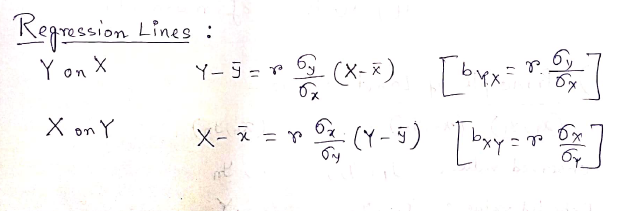 Regression Lines :
Y on X Y - ȳ = r σy/σx (X - x̄) [byx = r. σy/σx]
X on Y X - x̄ = r σx/σy (Y - ȳ) [bxy = r σx/σy]